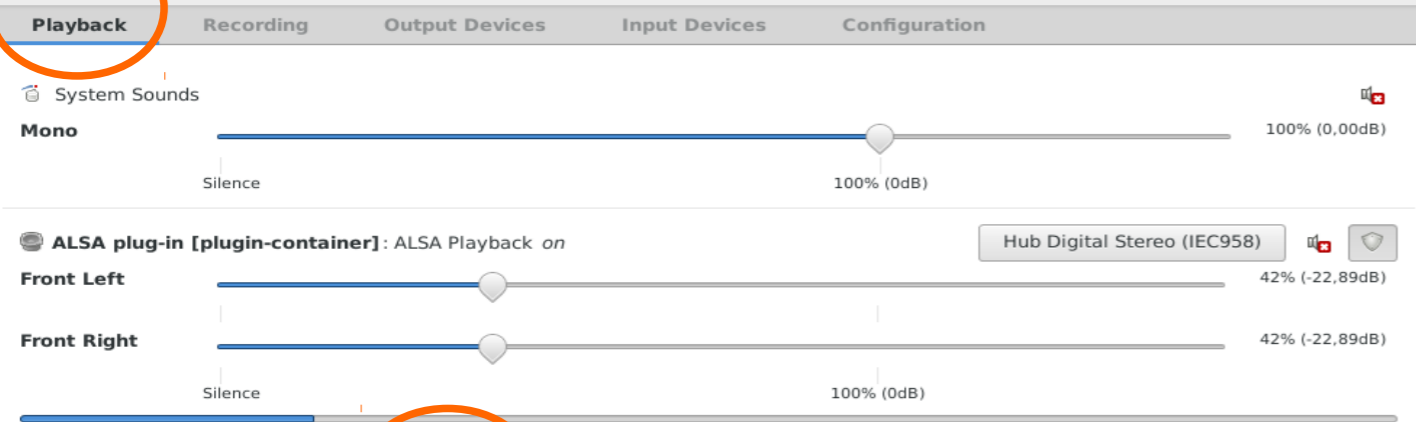 Playback Recording Output Devices Input Devices Configuration
System Sounds
Mono 100% (0,00dB)
Silence 100% (0dB)
ALSA plug-in [plugin-container]: ALSA Playback on Hub Digital Stereo (IEC958)
Front Left 42% (-22,89dB)
Front Right 42% (-22,89dB)
Silence 100% (0dB)